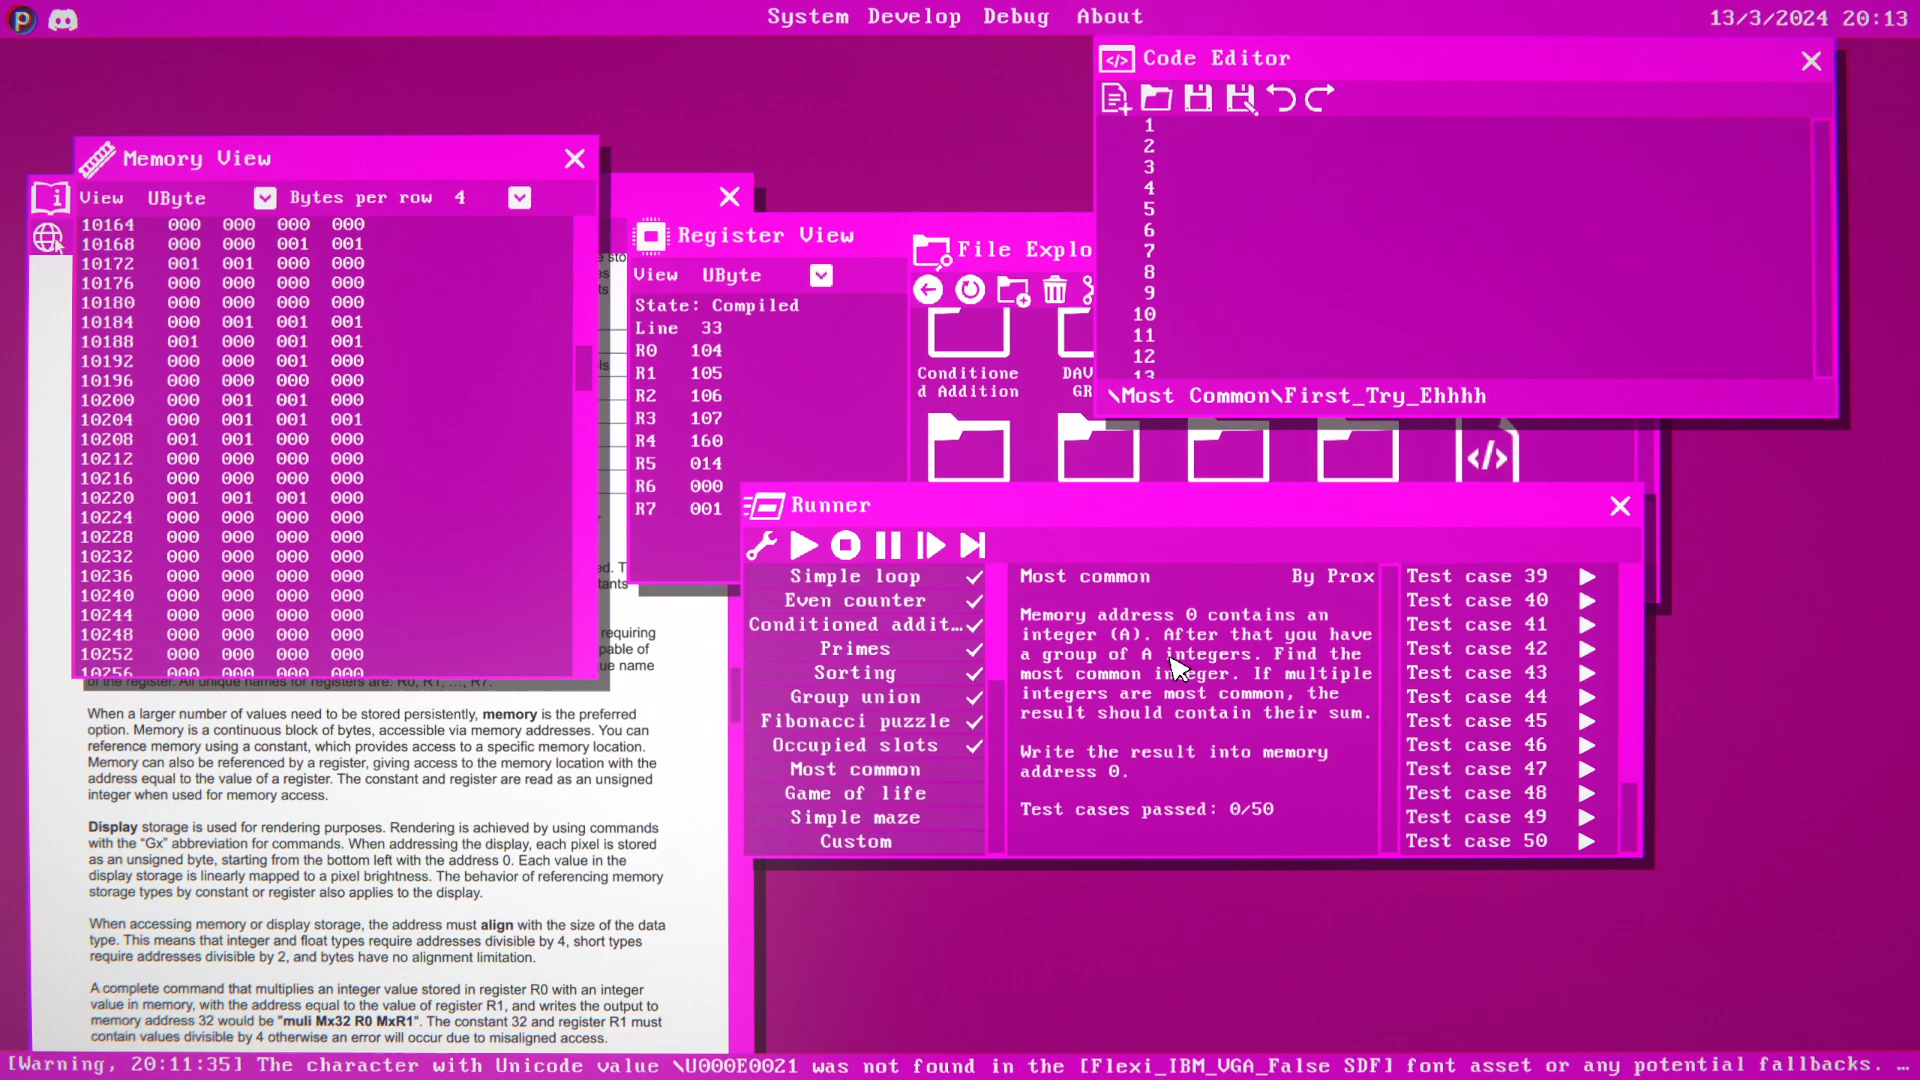 System Develop Debug About
13/3/2024 20:13
Code Editor
1
2
3
4
5
6
7
8
9
10
11
12
13
\Most Common\First_Try_Ehhhh
Memory View
View UByte Bytes per row 4
10164 000 000 000 000
10168 000 000 001 001
10172 001 001 000 000
10176 000 000 000 000
10180 000 000 000 000
10184 000 001 001 001
10188 001 000 001 001
10192 000 000 001 000
10196 000 000 000 000
10200 000 001 001 000
10204 000 001 001 001
10208 001 001 000 000
10212 000 000 000 000
10216 000 000 000 000
10220 001 001 001 000
10224 000 000 000 000
10228 000 000 000 000
10232 000 000 000 000
10236 000 000 000 000
10240 000 000 000 000
10244 000 000 000 000
10248 000 000 000 000
10252 000 000 000 000
10256 000 000 000 000
Register View
View UByte
State: Compiled
Line 33
R0 104
R1 105
R2 106
R3 107
R4 160
R5 014
R6 000
R7 001
File Explo
Conditione
d Addition
DAV
GR
Runner
Simple loop
Even counter
Conditioned addit...
Primes
Sorting
Group union
Fibonacci puzzle
Occupied slots
Most common
Game of life
Simple maze
Custom
Most common By Prox
Memory address 0 contains an
integer (A). After that you have
a group of A integers. Find the
most common integer. If multiple
integers are most common, the
result should contain their sum.
Write the result into memory
address 0.
Test cases passed: 0/50
Test case 39
Test case 40
Test case 41
Test case 42
Test case 43
Test case 44
Test case 45
Test case 46
Test case 47
Test case 48
Test case 49
Test case 50
requiring
pable of
ue name
of the register. All unique names for registers are: R0, R1, ..., R7.
When a larger number of values need to be stored persistently, memory is the preferred
option. Memory is a continuous block of bytes, accessible via memory addresses. You can
reference memory using a constant, which provides access to a specific memory location.
Memory can also be referenced by a register, giving access to the memory location with the
address equal to the value of a register. The constant and register are read as an unsigned
integer when used for memory access.
Display storage is used for rendering purposes. Rendering is achieved by using commands
with the “Gx” abbreviation for commands. When addressing the display, each pixel is stored
as an unsigned byte, starting from the bottom left with the address 0. Each value in the
display storage is linearly mapped to a pixel brightness. The behavior of referencing memory
storage types by constant or register also applies to the display.
When accessing memory or display storage, the address must align with the size of the data
type. This means that integer and float types require addresses divisible by 4, short types
require addresses divisible by 2, and bytes have no alignment limitation.
A complete command that multiplies an integer value stored in register R0 with an integer
value in memory, with the address equal to the value of register R1, and writes the output to
memory address 32 would be "muli Mx32 R0 MxR1". The constant 32 and register R1 must
contain values divisible by 4 otherwise an error will occur due to misaligned access.
[Warning, 20:11:35] The character with Unicode value \U000E0021 was not found in the [Flexi_IBM_VGA_False SDF] font asset or any potential fallbacks. ...